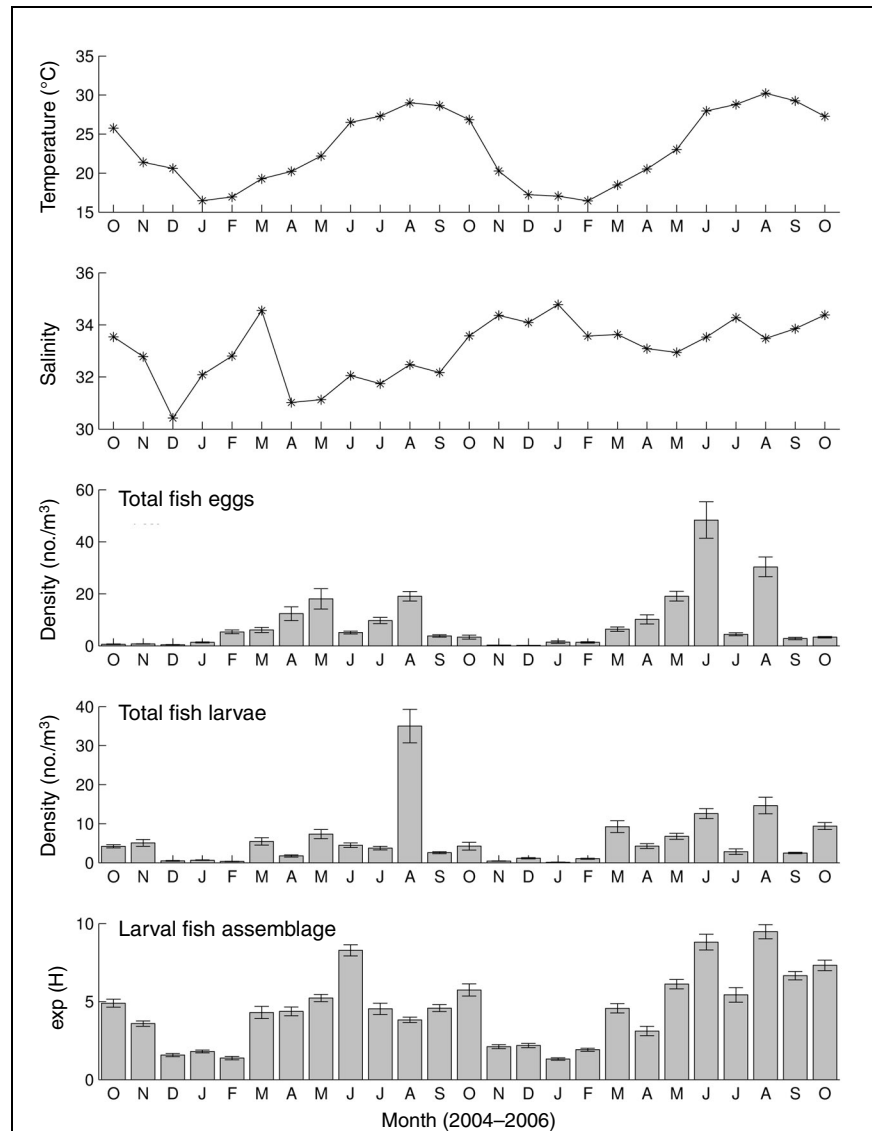 Temperature (°C)
35
30
25
20
15
O N D J F M A M J J A S O N D J F M A M J J A S O
Salinity
36
34
32
30
O N D J F M A M J J A S O N D J F M A M J J A S O
Total fish eggs
Density (no./m³)
60
40
20
0
O N D J F M A M J J A S O N D J F M A M J J A S O
Total fish larvae
Density (no./m³)
40
30
20
10
0
O N D J F M A M J J A S O N D J F M A M J J A S O
Larval fish assemblage
exp (H)
10
5
0
O N D J F M A M J J A S O N D J F M A M J J A S O
Month (2004–2006)